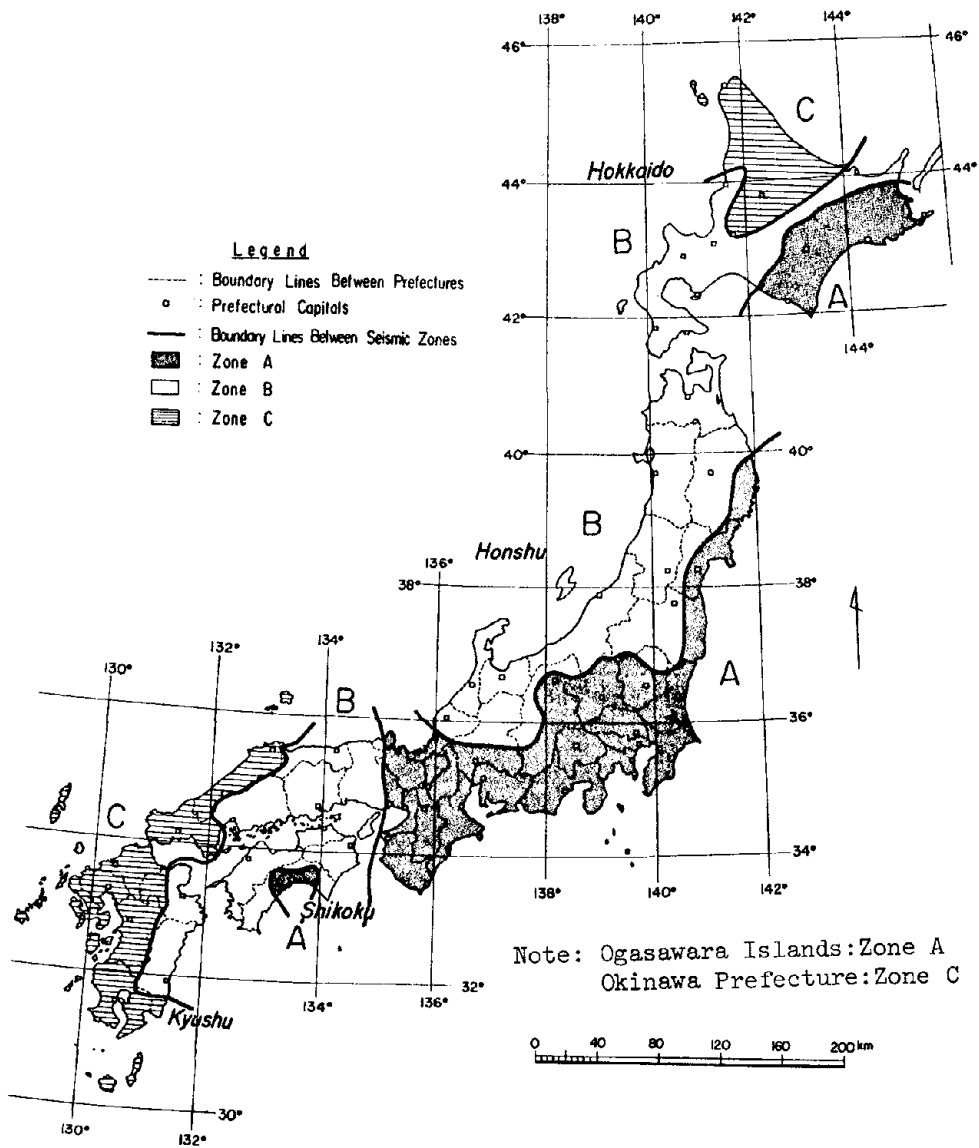 138° 140° 142° 144°
46° 46°
C
Hokkaido
44° 44°
B
Legend
: Boundary Lines Between Prefectures
: Prefectural Capitals
: Boundary Lines Between Seismic Zones
: Zone A
: Zone B
: Zone C
A
42°
144°
40° 40°
B
Honshu
136°
38° 38°
134°
132°
130°
B
A
36°
C
34°
138° 140° 142°
Shikoku
A
Note: Ogasawara Islands:Zone A
Okinawa Prefecture:Zone C
136° 32°
134°
Kyushu
0 40 80 120 160 200 km
30°
130° 132°